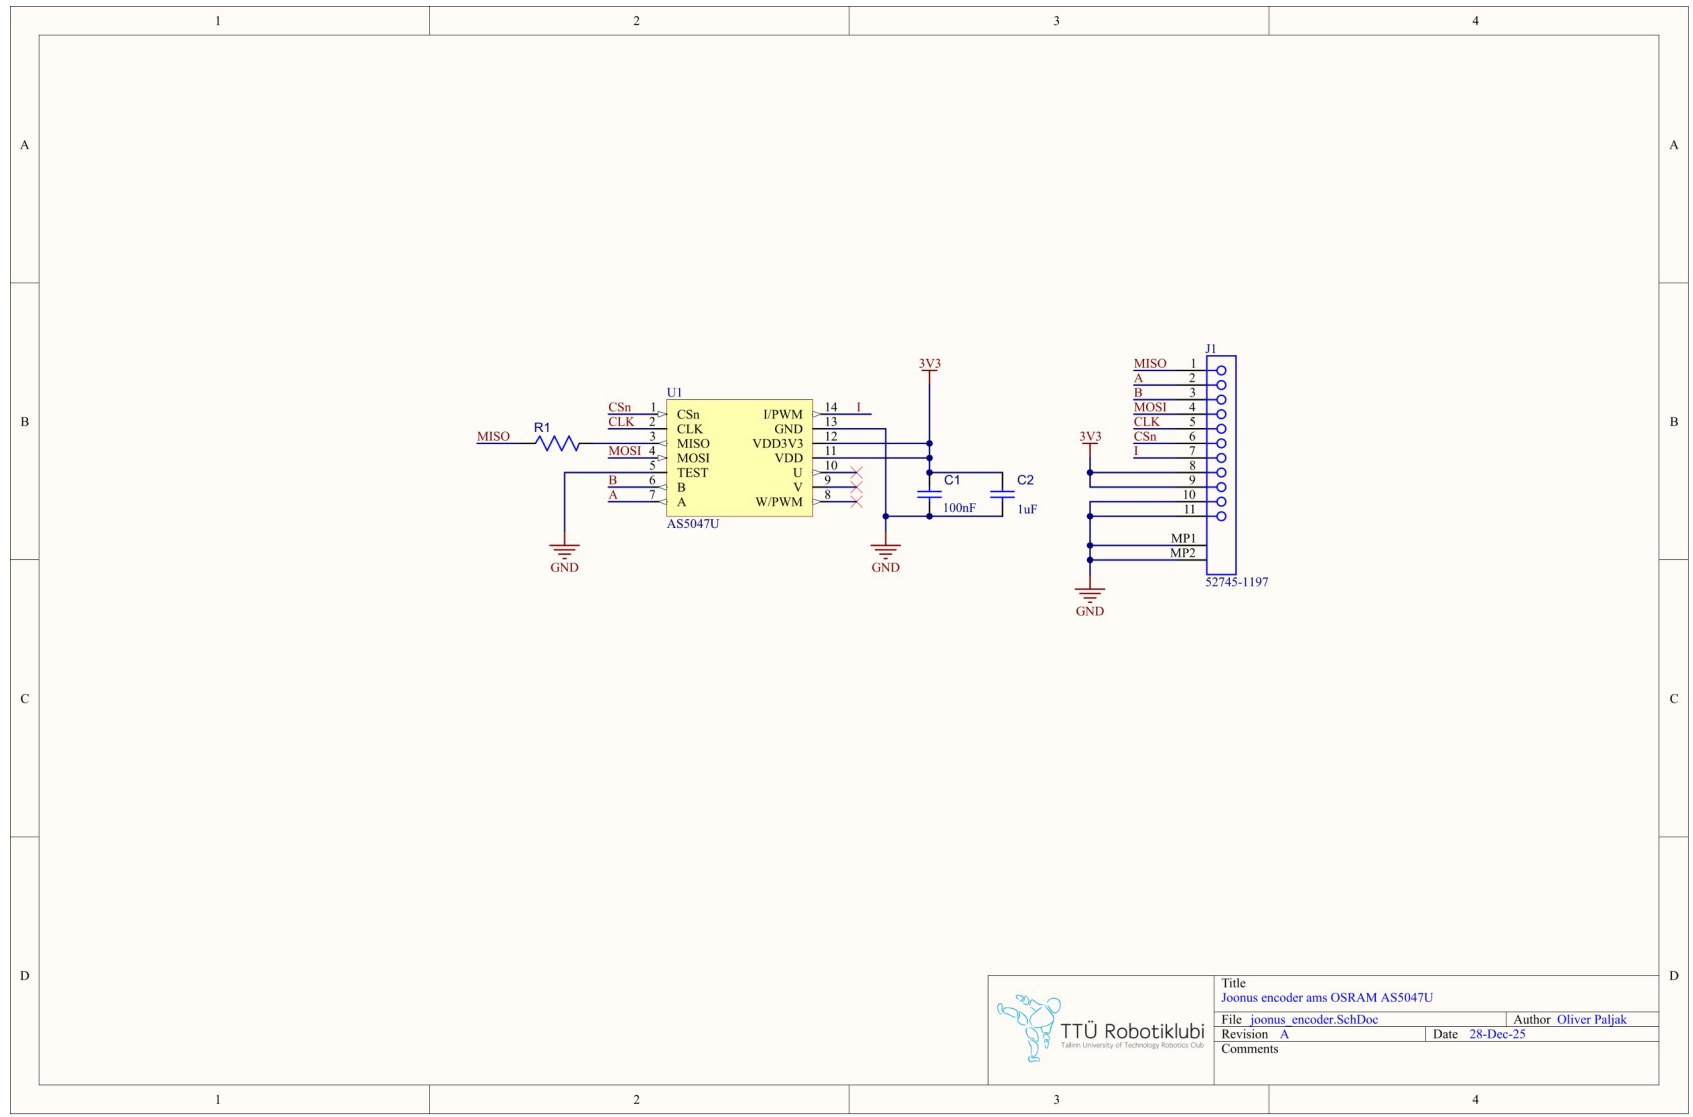 1 2 3 4
A A
B B
C C
D D
1 2 3 4
U1
CSn 1 CSn
CLK 2 CLK
MISO R1 3 MISO
MOSI 4 MOSI
5 TEST
B 6 B
A 7 A
I/PWM 14 I
GND 13
VDD3V3 12
VDD 11
U 10
V 9
W/PWM 8
AS5047U
GND
3V3
C1
100nF
C2
1uF
GND
J1
MISO 1
A 2
B 3
MOSI 4
CLK 5
CSn 6
I 7
3V3
8
9
10
11
MP1
MP2
52745-1197
GND
TTÜ Robotiklubi
Tallinn University of Technology Robotics Club
Title
Joonus encoder ams OSRAM AS5047U
File joonus_encoder.SchDoc Author Oliver Paljak
Revision A Date 28-Dec-25
Comments